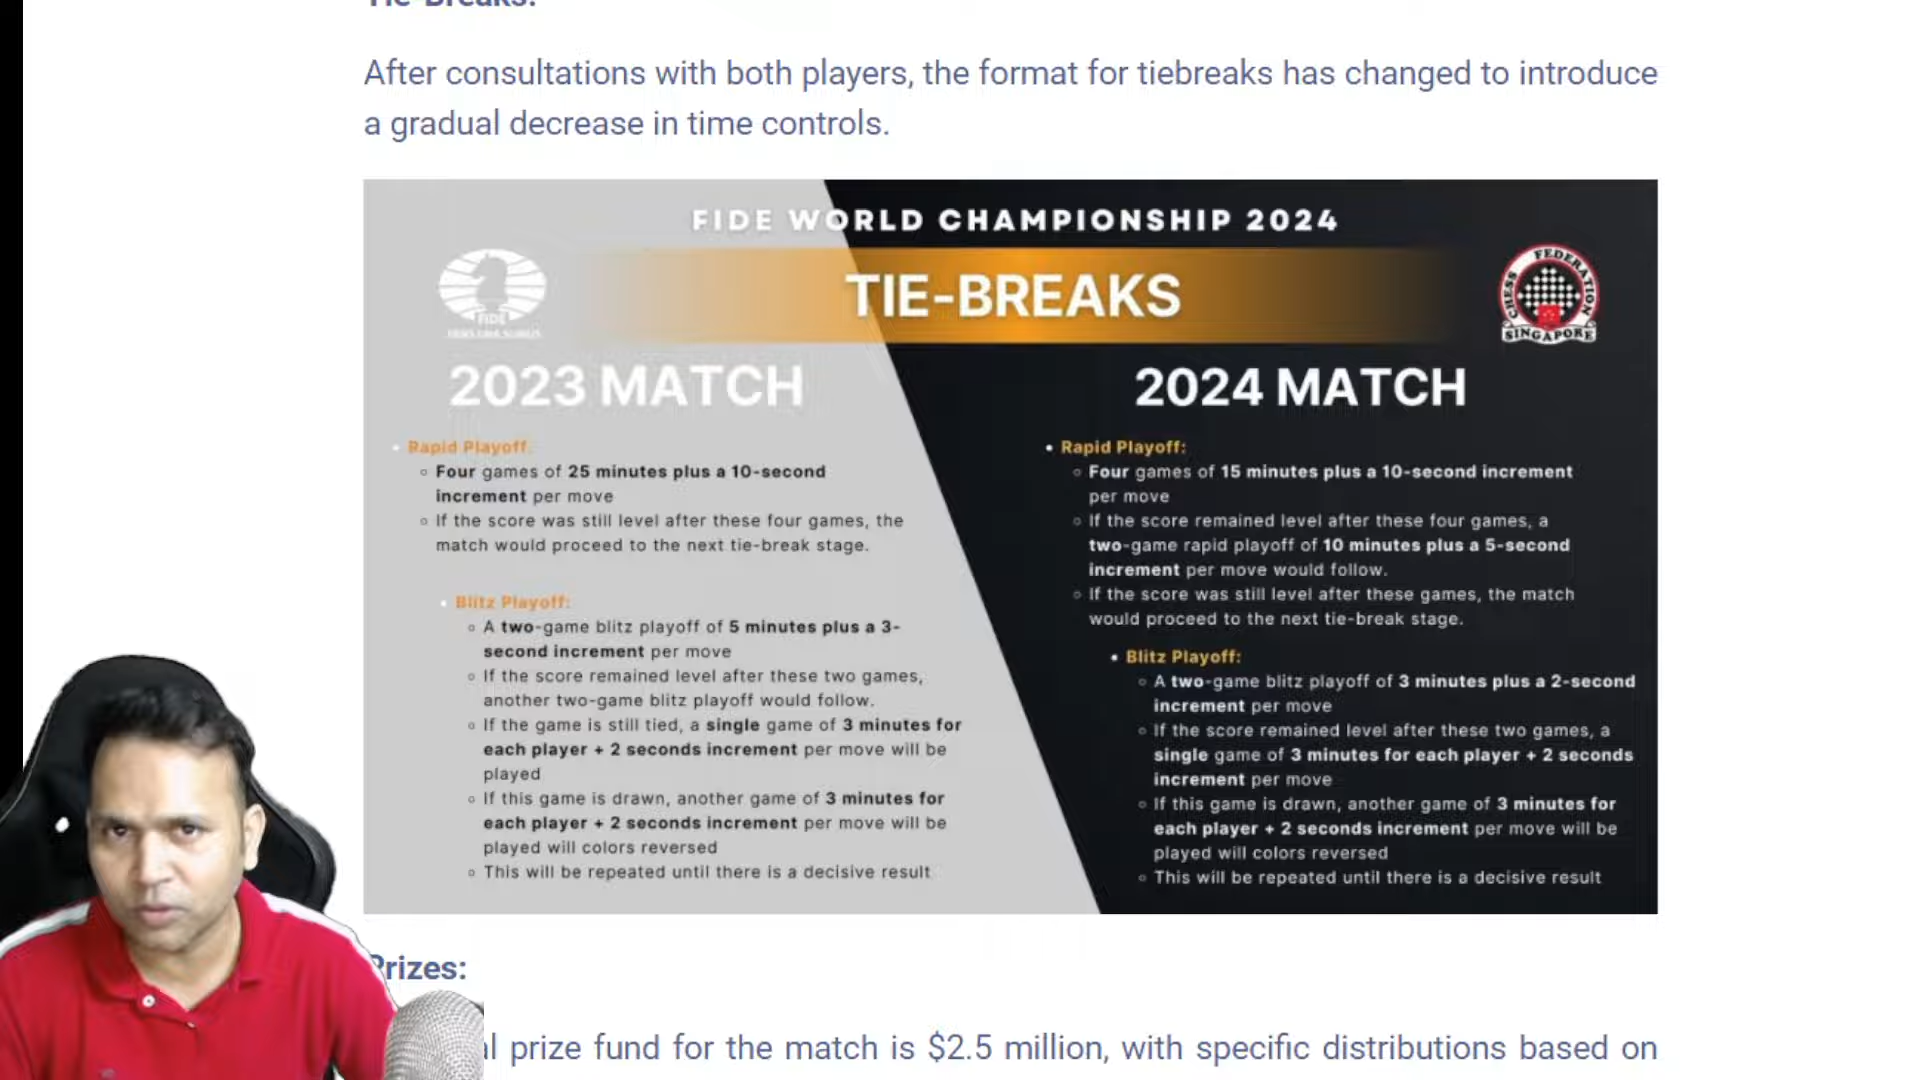 Tie-Breaks:
After consultations with both players, the format for tiebreaks has changed to introduce
a gradual decrease in time controls.
FIDE WORLD CHAMPIONSHIP 2024
TIE-BREAKS
FIDE
CHESS FEDERATION
SINGAPORE
2023 MATCH
• Rapid Playoff:
◦ Four games of 25 minutes plus a 10-second
increment per move
◦ If the score was still level after these four games, the
match would proceed to the next tie-break stage.
• Blitz Playoff:
◦ A two-game blitz playoff of 5 minutes plus a 3-
second increment per move
◦ If the score remained level after these two games,
another two-game blitz playoff would follow.
◦ If the game is still tied, a single game of 3 minutes for
each player + 2 seconds increment per move will be
played
◦ If this game is drawn, another game of 3 minutes for
each player + 2 seconds increment per move will be
played will colors reversed
◦ This will be repeated until there is a decisive result
2024 MATCH
• Rapid Playoff:
◦ Four games of 15 minutes plus a 10-second increment
per move
◦ If the score remained level after these four games, a
two-game rapid playoff of 10 minutes plus a 5-second
increment per move would follow.
◦ If the score was still level after these games, the match
would proceed to the next tie-break stage.
• Blitz Playoff:
◦ A two-game blitz playoff of 3 minutes plus a 2-second
increment per move
◦ If the score remained level after these two games, a
single game of 3 minutes for each player + 2 seconds
increment per move
◦ If this game is drawn, another game of 3 minutes for
each player + 2 seconds increment per move will be
played will colors reversed
◦ This will be repeated until there is a decisive result
Prizes:
prize fund for the match is $2.5 million, with specific distributions based on